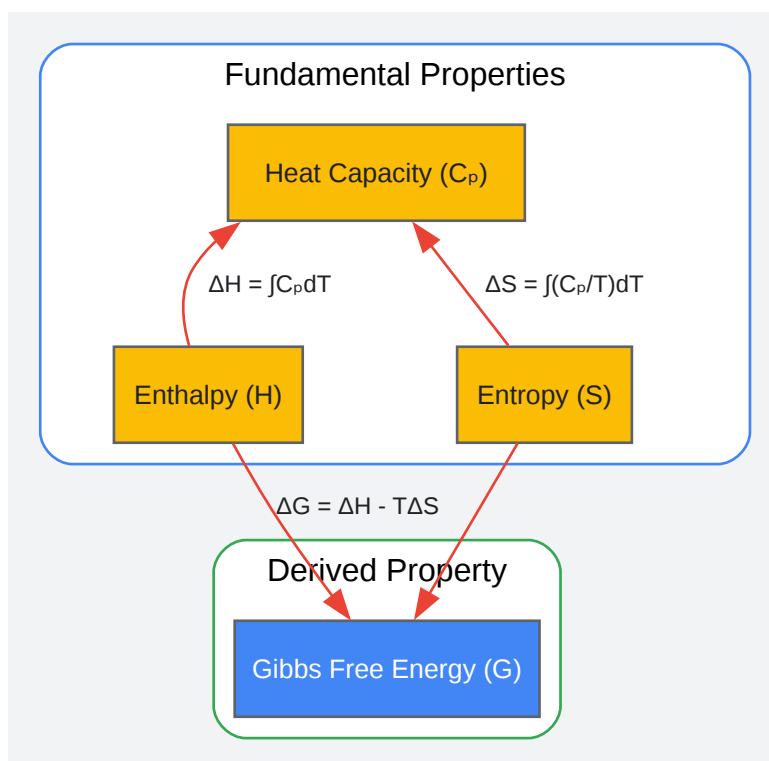 Fundamental Properties
Heat Capacity (Cₚ)
ΔH = ∫CₚdT
ΔS = ∫(Cₚ/T)dT
Enthalpy (H)
Entropy (S)
ΔG = ΔH - TΔS
Derived Property
Gibbs Free Energy (G)